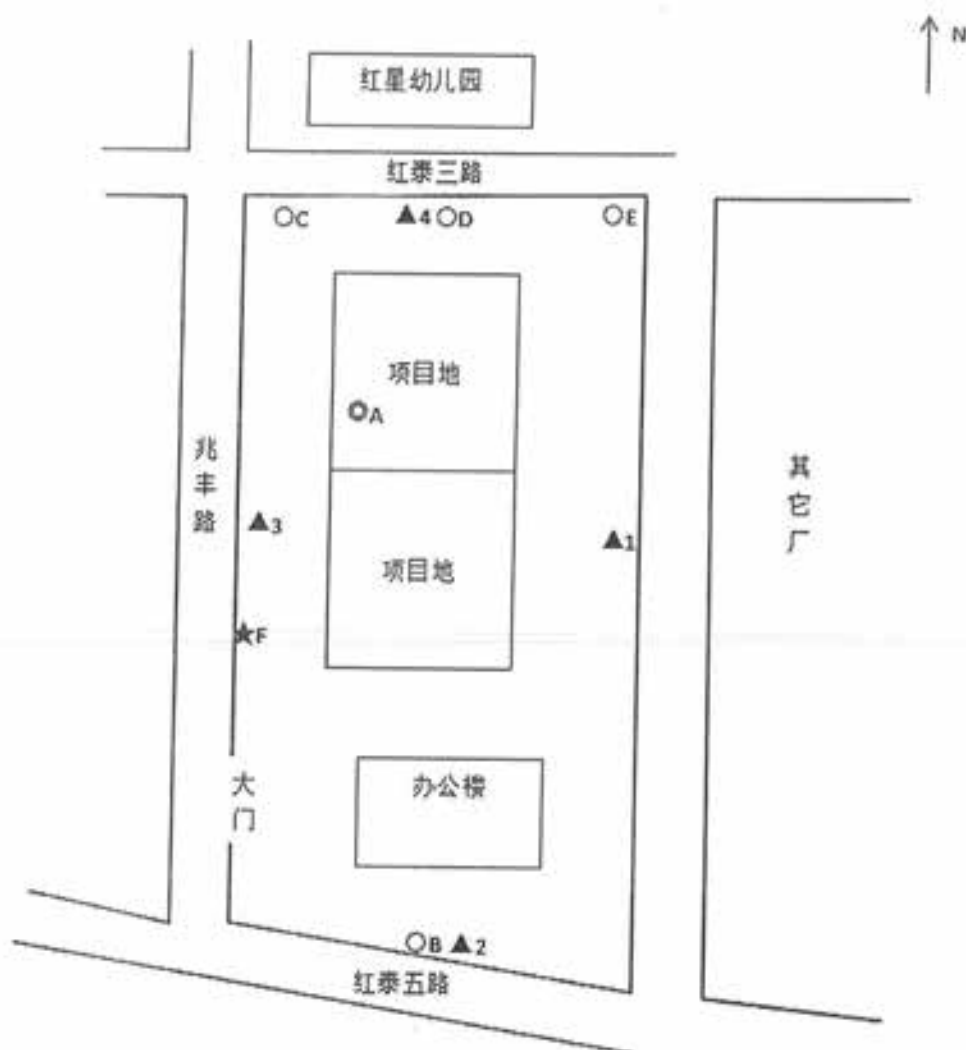 N
红星幼儿园
红泰三路
○C
▲4 ○D
○E
项目地
◎A
兆丰路
其它厂
▲3
▲1
项目地
★F
大门
办公楼
○B ▲2
红泰五路